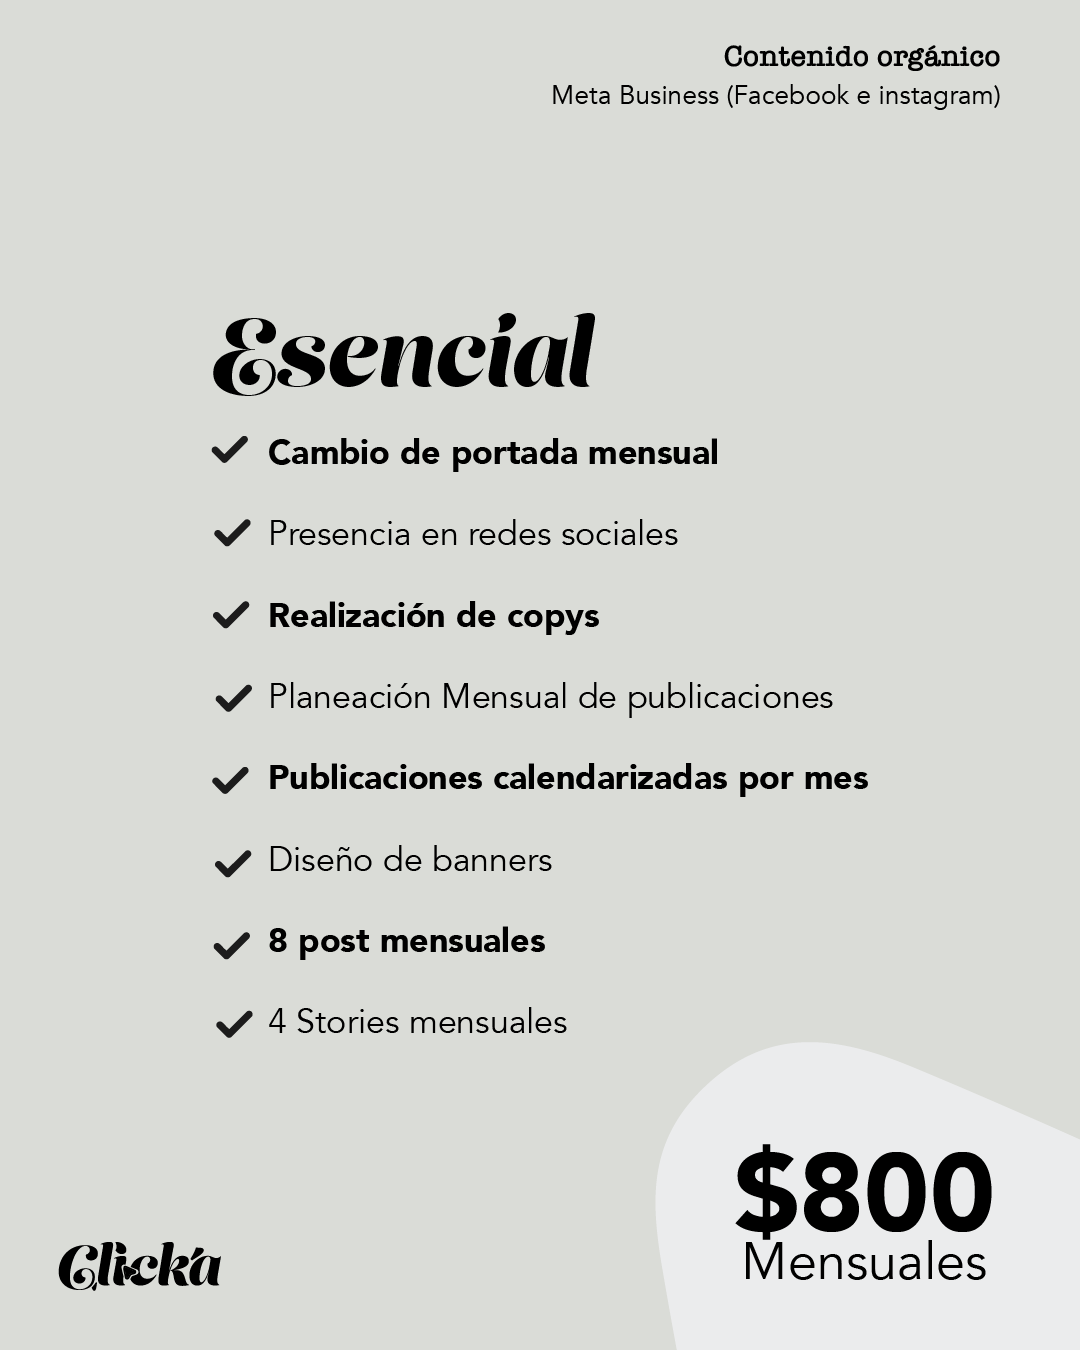 Contenido orgánico
Meta Business (Facebook e instagram)
Esencial
Cambio de portada mensual
Presencia en redes sociales
Realización de copys
Planeación Mensual de publicaciones
Publicaciones calendarizadas por mes
Diseño de banners
8 post mensuales
4 Stories mensuales
$800
Mensuales
Clická